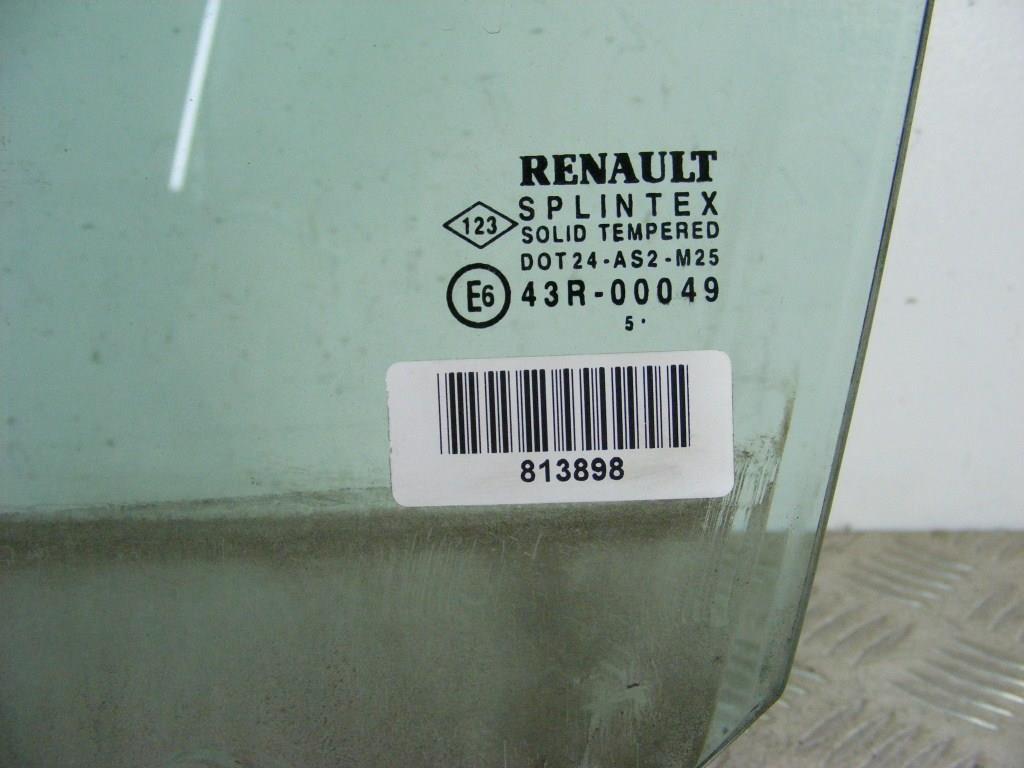 RENAULT
123 SPLINTEX
SOLID TEMPERED
DOT24-AS2-M25
E6 43R-00049
5·
813898